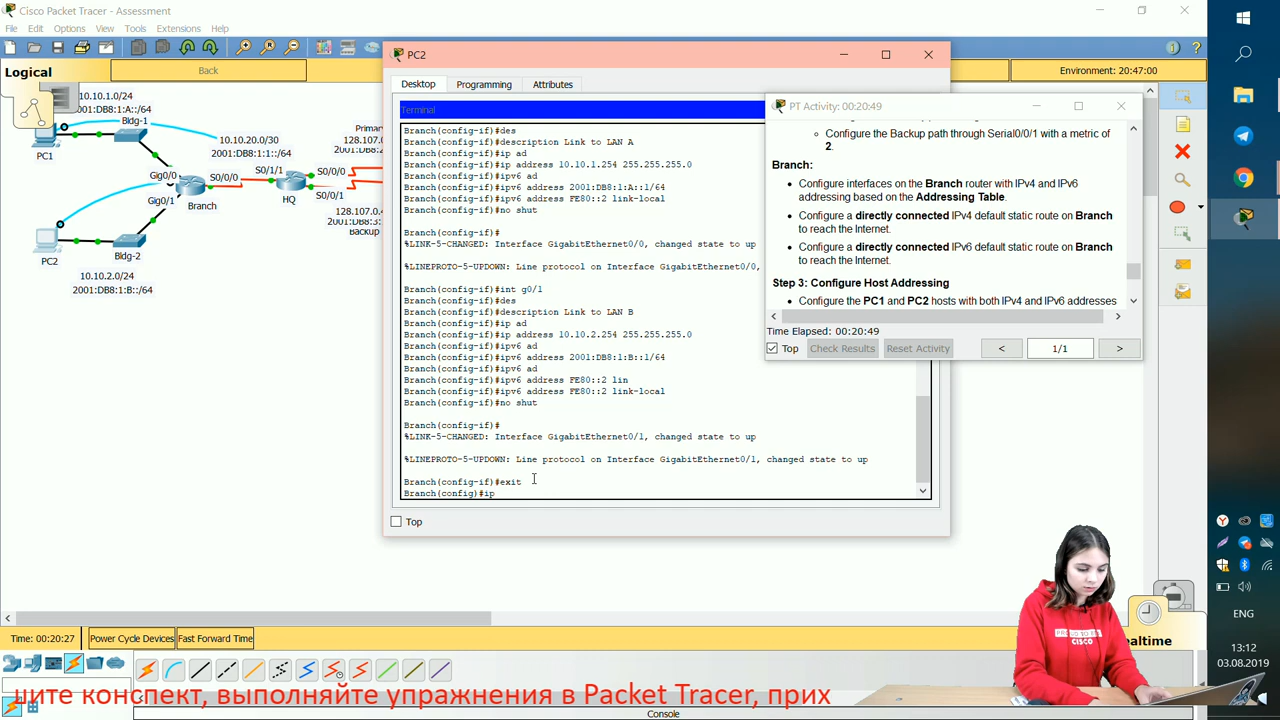 Cisco Packet Tracer - Assessment
File Edit Options View Tools Extensions Help
Logical
Back
Environment: 20:47:00
10.10.1.0/24
2001:DB8:1:A::/64
Bldg-1
PC1
10.10.20.0/30
2001:DB8:1:1::/64
S0/1/1
S0/0/0
Gig0/0
S0/0/0
S0/0/1
Gig0/1
Branch
HQ
PC2
Bldg-2
10.10.2.0/24
2001:DB8:1:B::/64
Backup
PC2
Desktop Programming Attributes
Terminal
Branch(config-if)#des
Branch(config-if)#description Link to LAN A
Branch(config-if)#ip ad
Branch(config-if)#ip address 10.10.1.254 255.255.255.0
Branch(config-if)#ipv6 ad
Branch(config-if)#ipv6 address 2001:DB8:1:A::1/64
Branch(config-if)#ipv6 address FE80::2 link-local
Branch(config-if)#no shut
Branch(config-if)#
%LINK-5-CHANGED: Interface GigabitEthernet0/0, changed state to up
%LINEPROTO-5-UPDOWN: Line protocol on Interface GigabitEthernet0/0,
Branch(config-if)#int g0/1
Branch(config-if)#des
Branch(config-if)#description Link to LAN B
Branch(config-if)#ip ad
Branch(config-if)#ip address 10.10.2.254 255.255.255.0
Branch(config-if)#ipv6 ad
Branch(config-if)#ipv6 address 2001:DB8:1:B::1/64
Branch(config-if)#ipv6 ad
Branch(config-if)#ipv6 address FE80::2 lin
Branch(config-if)#ipv6 address FE80::2 link-local
Branch(config-if)#no shut
Branch(config-if)#
%LINK-5-CHANGED: Interface GigabitEthernet0/1, changed state to up
%LINEPROTO-5-UPDOWN: Line protocol on Interface GigabitEthernet0/1, changed state to up
Branch(config-if)#exit
Branch(config)#ip
Top
PT Activity: 00:20:49
Configure the Backup path through Serial0/0/1 with a metric of
2.
Branch:
Configure interfaces on the Branch router with IPv4 and IPv6
addressing based on the Addressing Table.
Configure a directly connected IPv4 default static route on Branch
to reach the Internet.
Configure a directly connected IPv6 default static route on Branch
to reach the Internet.
Step 3: Configure Host Addressing
Configure the PC1 and PC2 hosts with both IPv4 and IPv6 addresses
Time Elapsed: 00:20:49
Top Check Results Reset Activity < 1/1 >
Time: 00:20:27 Power Cycle Devices Fast Forward Time
Realtime
PROUD TO BE
CISCO
ENG
13:12
03.08.2019
шите конспект, выполняйте упражнения в Packet Tracer, прих
Console